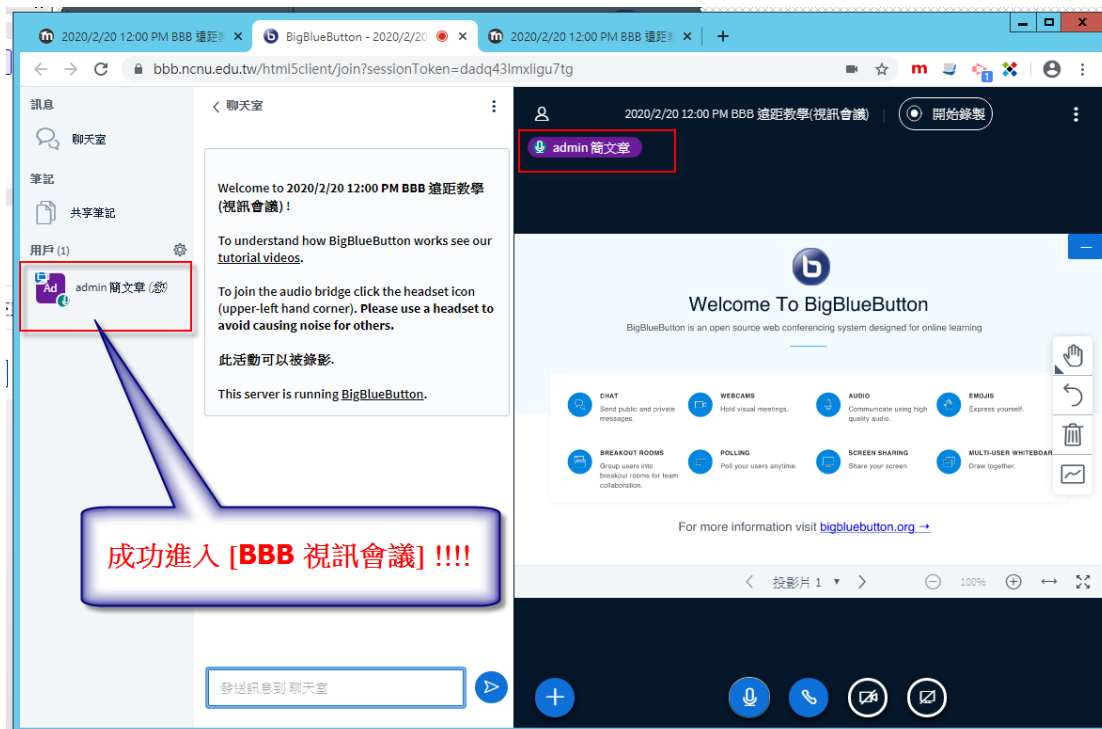 2020/2/20 12:00 PM BBB 遠距
BigBlueButton - 2020/2/20
2020/2/20 12:00 PM BBB 遠距
bbb.ncnu.edu.tw/html5client/join?sessionToken=dadq43lmxligu7tg
m
1
訊息
聊天室
筆記
共享筆記
用戶 (1)
Ad
admin 簡文章 (您)
聊天室
Welcome to 2020/2/20 12:00 PM BBB 遠距教學
(視訊會議) !
To understand how BigBlueButton works see our
tutorial videos.
To join the audio bridge click the headset icon
(upper-left hand corner). Please use a headset to
avoid causing noise for others.
此活動可以被錄影.
This server is running BigBlueButton.
成功進入 [BBB 視訊會議] !!!!
發送訊息到 聊天室
2020/2/20 12:00 PM BBB 遠距教學(視訊會議)
開始錄製
admin 簡文章
b
Welcome To BigBlueButton
BigBlueButton is an open source web conferencing system designed for online learning
CHAT
Send public and private
messages.
WEBCAMS
Hold visual meetings.
AUDIO
Communicate using high
quality audio.
EMOJIS
Express yourself.
BREAKOUT ROOMS
Group users into
breakout rooms for team
collaboration.
POLLING
Poll your users anytime.
SCREEN SHARING
Share your screen.
MULTI-USER WHITEBOAR
Draw together.
For more information visit bigbluebutton.org →
投影片 1
100%